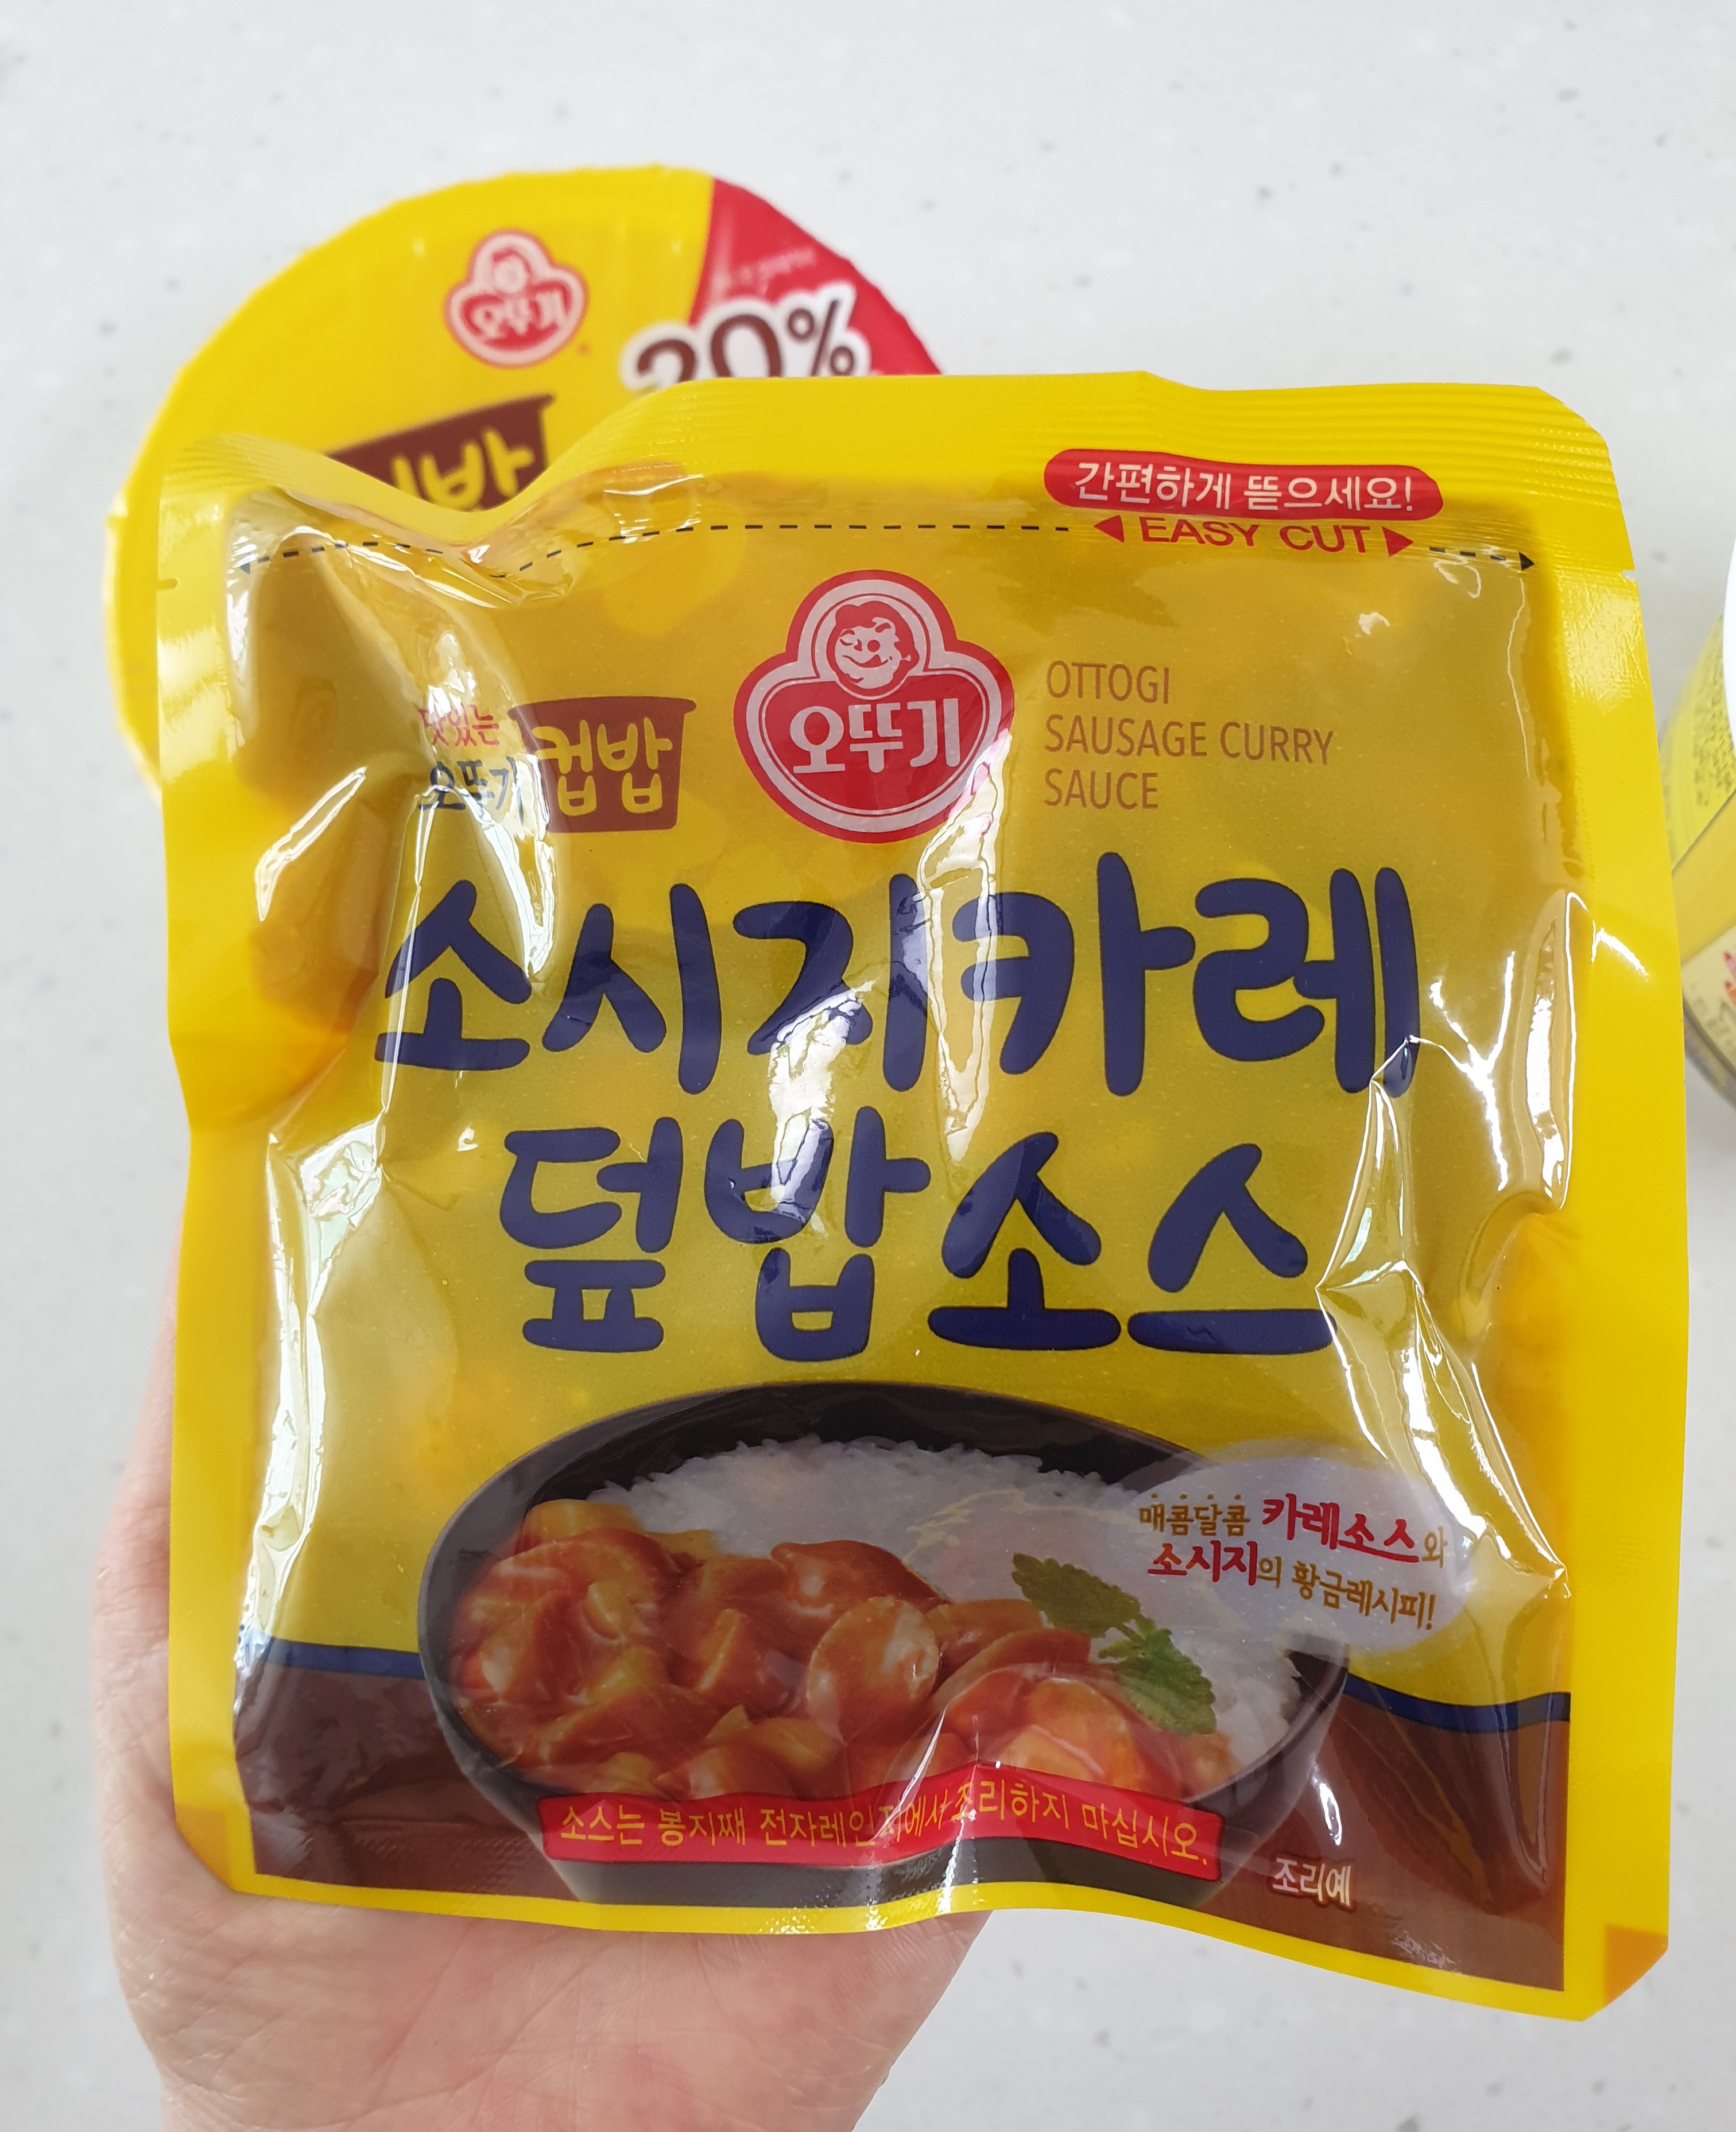 오뚜기
20%
컵밥
간편하게 뜯으세요!
EASY CUT
맛있는
오뚜기 컵밥
오뚜기
OTTOGI
SAUSAGE CURRY
SAUCE
소시지카레
덮밥소스
매콤달콤 카레소스와
소시지의 황금레시피!
소스는 봉지째 전자레인지에서 조리하지 마십시오.
조리예